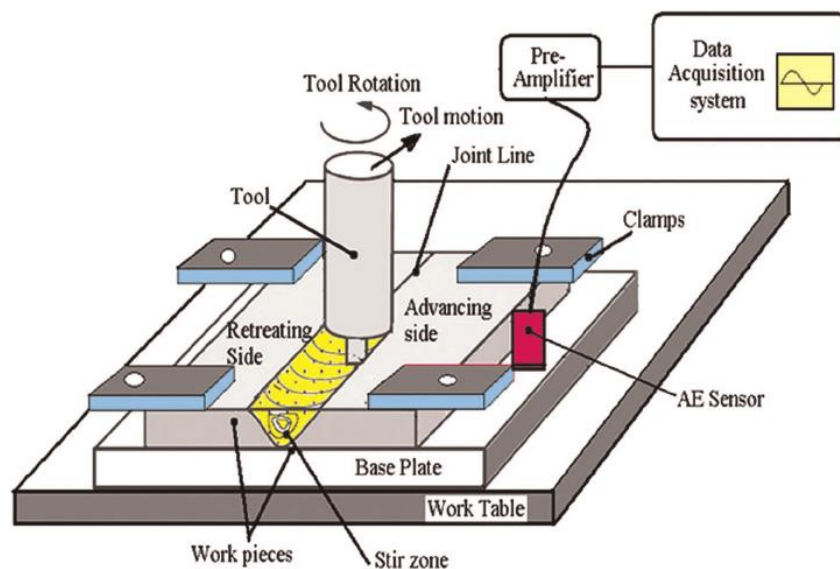 Pre-
Amplifier
Data
Acquisition
system
Tool Rotation
Tool motion
Joint Line
Tool
Clamps
Advancing
side
Retreating
Side
AE Sensor
Base Plate
Work Table
Work pieces
Stir zone